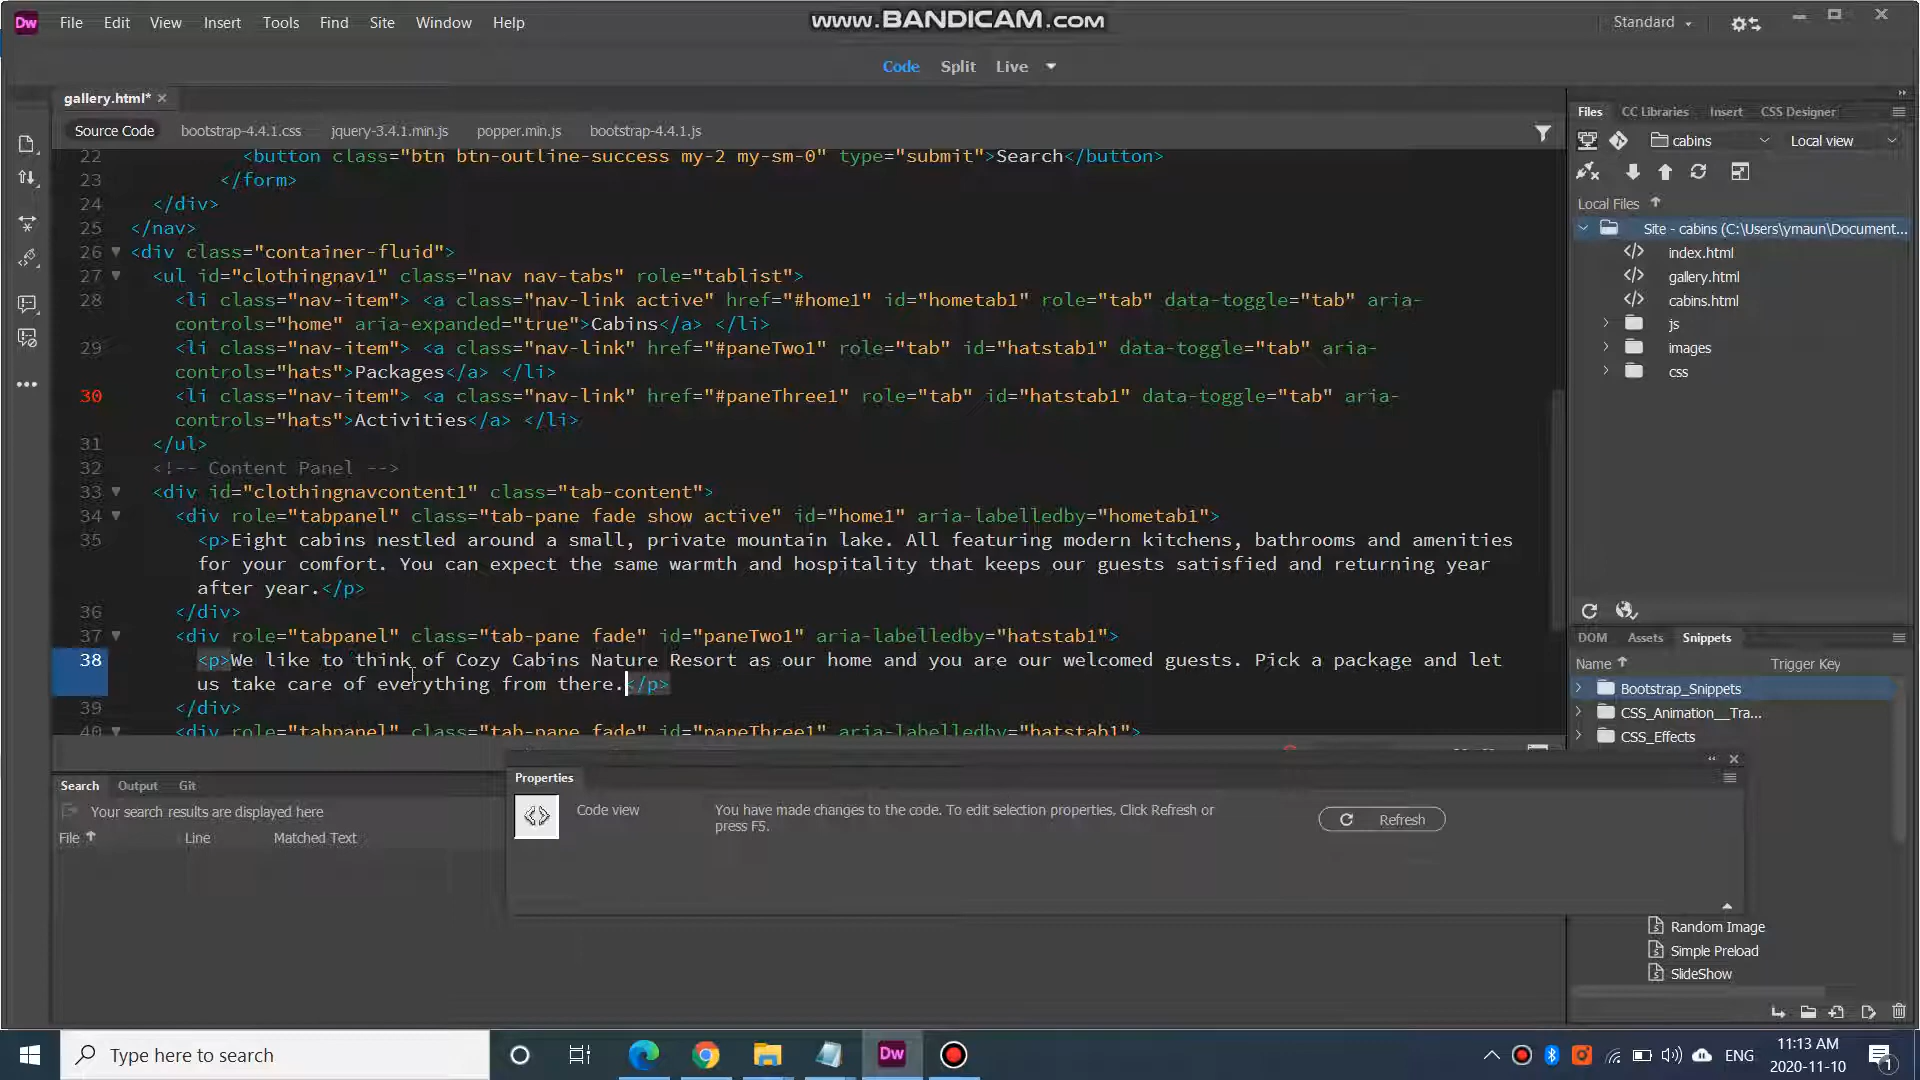 Dw File Edit View Insert Tools Find Site Window Help
www.BANDICAM.com
Standard
Code Split Live
gallery.html*
Source Code bootstrap-4.4.1.css jquery-3.4.1.min.js popper.min.js bootstrap-4.4.1.js
22 <button class="btn btn-outline-success my-2 my-sm-0" type="submit">Search</button>
23 </form>
24 </div>
25 </nav>
26 <div class="container-fluid">
27 <ul id="clothingnav1" class="nav nav-tabs" role="tablist">
28 <li class="nav-item"> <a class="nav-link active" href="#home1" id="hometab1" role="tab" data-toggle="tab" aria-
controls="home" aria-expanded="true">Cabins</a> </li>
29 <li class="nav-item"> <a class="nav-link" href="#paneTwo1" role="tab" id="hatstab1" data-toggle="tab" aria-
controls="hats">Packages</a> </li>
30 <li class="nav-item"> <a class="nav-link" href="#paneThree1" role="tab" id="hatstab1" data-toggle="tab" aria-
controls="hats">Activities</a> </li>
31 </ul>
32 <!-- Content Panel -->
33 <div id="clothingnavcontent1" class="tab-content">
34 <div role="tabpanel" class="tab-pane fade show active" id="home1" aria-labelledby="hometab1">
35 <p>Eight cabins nestled around a small, private mountain lake. All featuring modern kitchens, bathrooms and amenities
for your comfort. You can expect the same warmth and hospitality that keeps our guests satisfied and returning year
after year.</p>
36 </div>
37 <div role="tabpanel" class="tab-pane fade" id="paneTwo1" aria-labelledby="hatstab1">
38 <p>We like to think of Cozy Cabins Nature Resort as our home and you are our welcomed guests. Pick a package and let
us take care of everything from there.</p>
39 </div>
40 <div role="tabpanel" class="tab-pane fade" id="paneThree1" aria-labelledby="hatstab1">
Files CC Libraries Insert CSS Designer
cabins Local view
Local Files
Site - cabins (C:\Users\ymaun\Document...
index.html
gallery.html
cabins.html
js
images
css
DOM Assets Snippets
Name Trigger Key
Bootstrap_Snippets
CSS_Animation__Tra...
CSS_Effects
Random Image
Simple Preload
SlideShow
Search Output Git
Your search results are displayed here
File Line Matched Text
Properties
Code view
You have made changes to the code. To edit selection properties, Click Refresh or
press F5.
Refresh
Type here to search
Dw
ENG
11:13 AM
2020-11-10
1